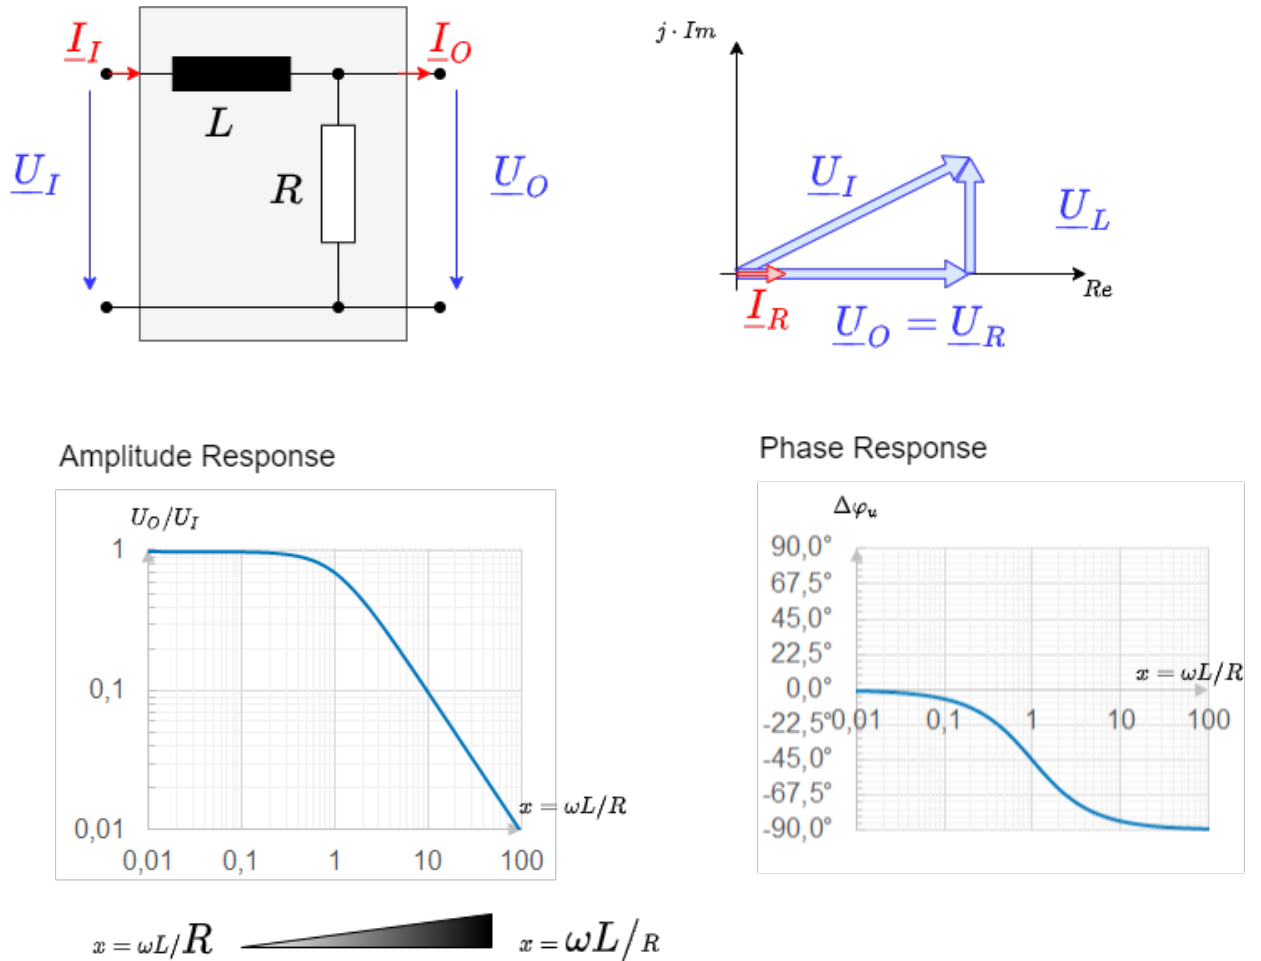 I_I
I_O
j · Im
L
U_I
R
U_O
U_I
U_L
I_R
Re
U_O = U_R
Amplitude Response
Phase Response
U_O/U_I
1
0,1
0,01
0,01 0,1 1 10 100
x = ωL/R
Δφ_u
90,0°
67,5°
45,0°
22,5°
0,0°
-22,5°
-45,0°
-67,5°
-90,0°
x = ωL/R
0,01 0,1 1 10 100
x = ωL/R
x = ωL/R